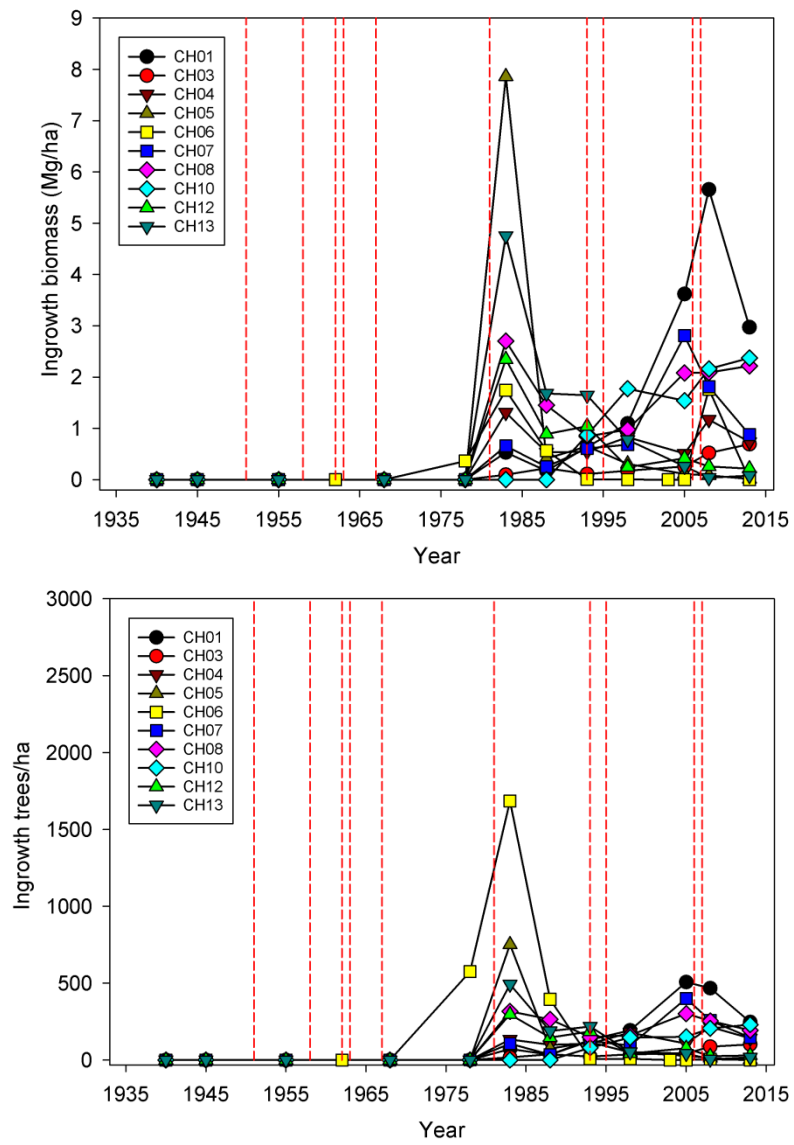 9
8
7
6
5
4
3
2
1
0
Ingrowth biomass (Mg/ha)
CH01
CH03
CH04
CH05
CH06
CH07
CH08
CH10
CH12
CH13
1935 1945 1955 1965 1975 1985 1995 2005 2015
Year
3000
2500
2000
1500
1000
500
0
Ingrowth trees/ha
CH01
CH03
CH04
CH05
CH06
CH07
CH08
CH10
CH12
CH13
1935 1945 1955 1965 1975 1985 1995 2005 2015
Year